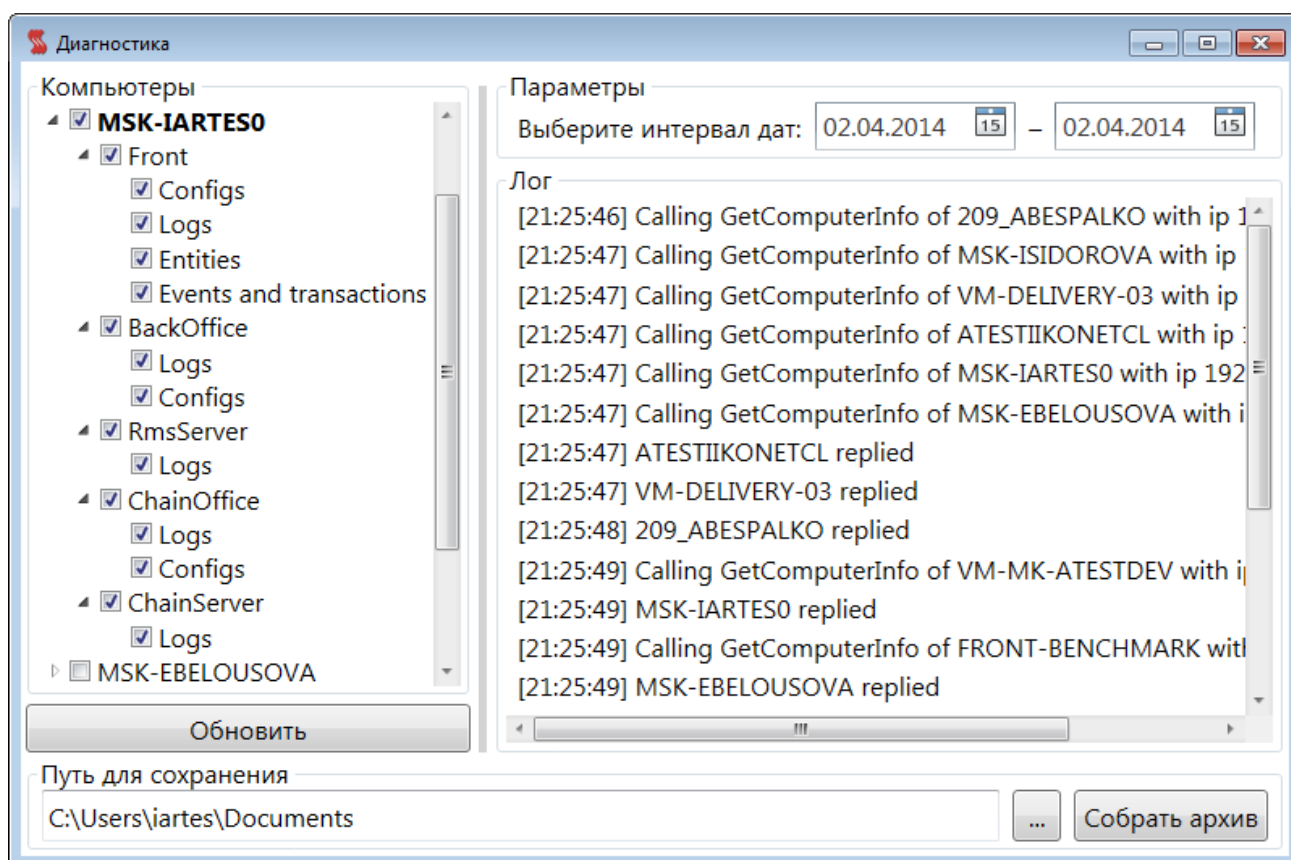 Диагностика
Компьютеры
MSK-IARTES0
Front
Configs
Logs
Entities
Events and transactions
BackOffice
Logs
Configs
RmsServer
Logs
ChainOffice
Logs
Configs
ChainServer
Logs
MSK-EBELOUSOVA
Обновить
Параметры
Выберите интервал дат: 02.04.2014 15 – 02.04.2014 15
Лог
[21:25:46] Calling GetComputerInfo of 209_ABESPALKO with ip 1
[21:25:47] Calling GetComputerInfo of MSK-ISIDOROVA with ip
[21:25:47] Calling GetComputerInfo of VM-DELIVERY-03 with ip
[21:25:47] Calling GetComputerInfo of ATESTIIKONETCL with ip
[21:25:47] Calling GetComputerInfo of MSK-IARTES0 with ip 192
[21:25:47] Calling GetComputerInfo of MSK-EBELOUSOVA with i
[21:25:47] ATESTIIKONETCL replied
[21:25:47] VM-DELIVERY-03 replied
[21:25:48] 209_ABESPALKO replied
[21:25:49] Calling GetComputerInfo of VM-MK-ATESTDEV with i
[21:25:49] MSK-IARTES0 replied
[21:25:49] Calling GetComputerInfo of FRONT-BENCHMARK with
[21:25:49] MSK-EBELOUSOVA replied
Путь для сохранения
C:\Users\iartes\Documents
... Собрать архив